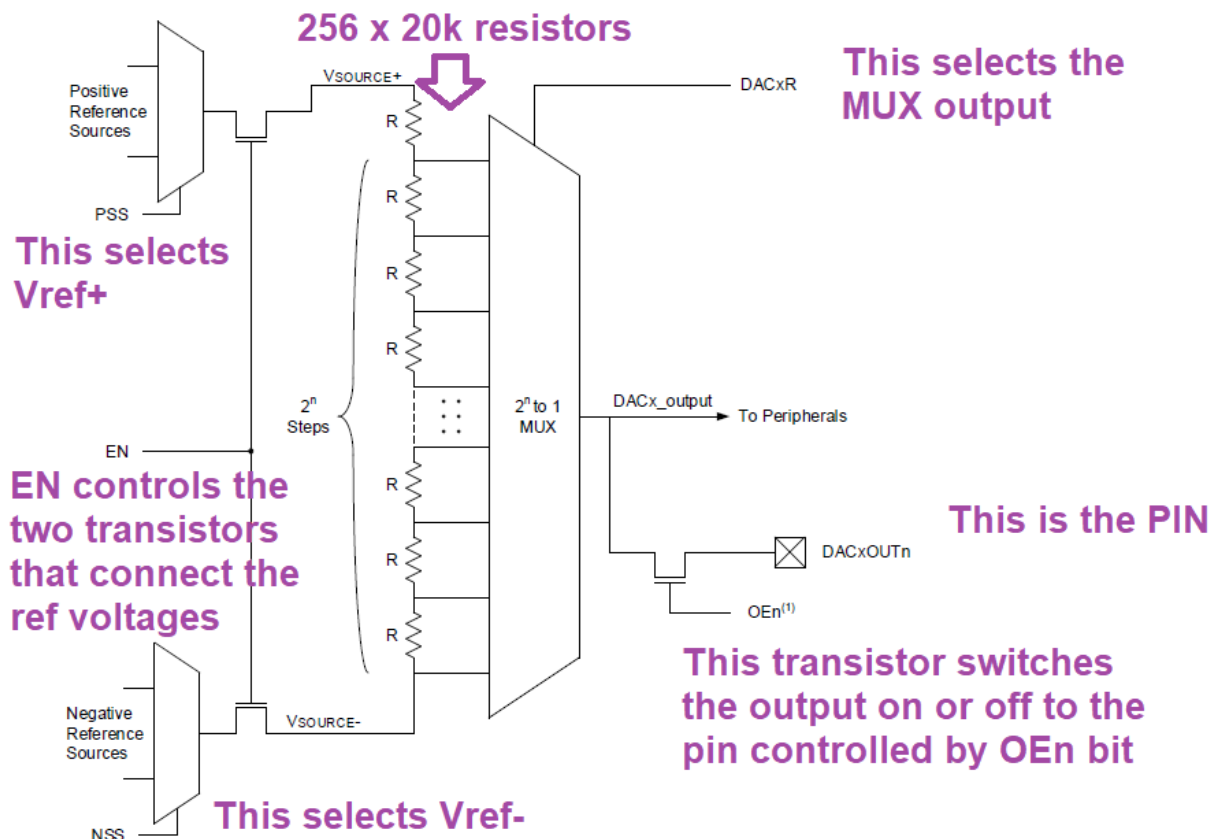 256 x 20k resistors
VSOURCE+
DACxR
This selects the
MUX output
Positive
Reference
Sources
R
PSS
This selects
Vref+
R
R
R
2n
Steps
2n to 1
MUX
DACx_output
To Peripherals
EN
EN controls the
two transistors
that connect the
ref voltages
R
This is the PIN
R
DACxOUTn
R
OEn(1)
This transistor switches
the output on or off to the
pin controlled by OEn bit
Negative
Reference
Sources
VSOURCE-
This selects Vref-
NSS